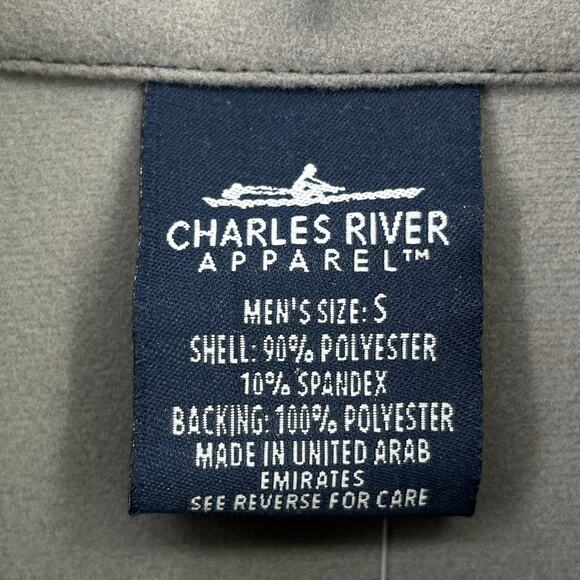 CHARLES RIVER
APPAREL™
MEN'S SIZE: S
SHELL: 90% POLYESTER
10% SPANDEX
BACKING: 100% POLYESTER
MADE IN UNITED ARAB
EMIRATES
SEE REVERSE FOR CARE